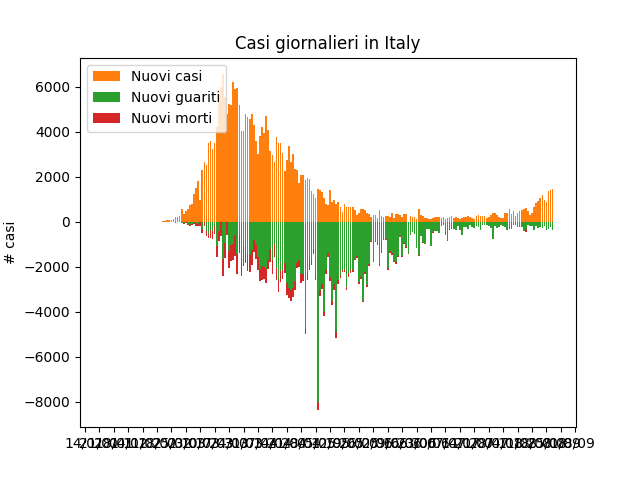 Casi giornalieri in Italy
Nuovi casi
Nuovi guariti
Nuovi morti
# casi
6000
4000
2000
0
−2000
−4000
−6000
−8000